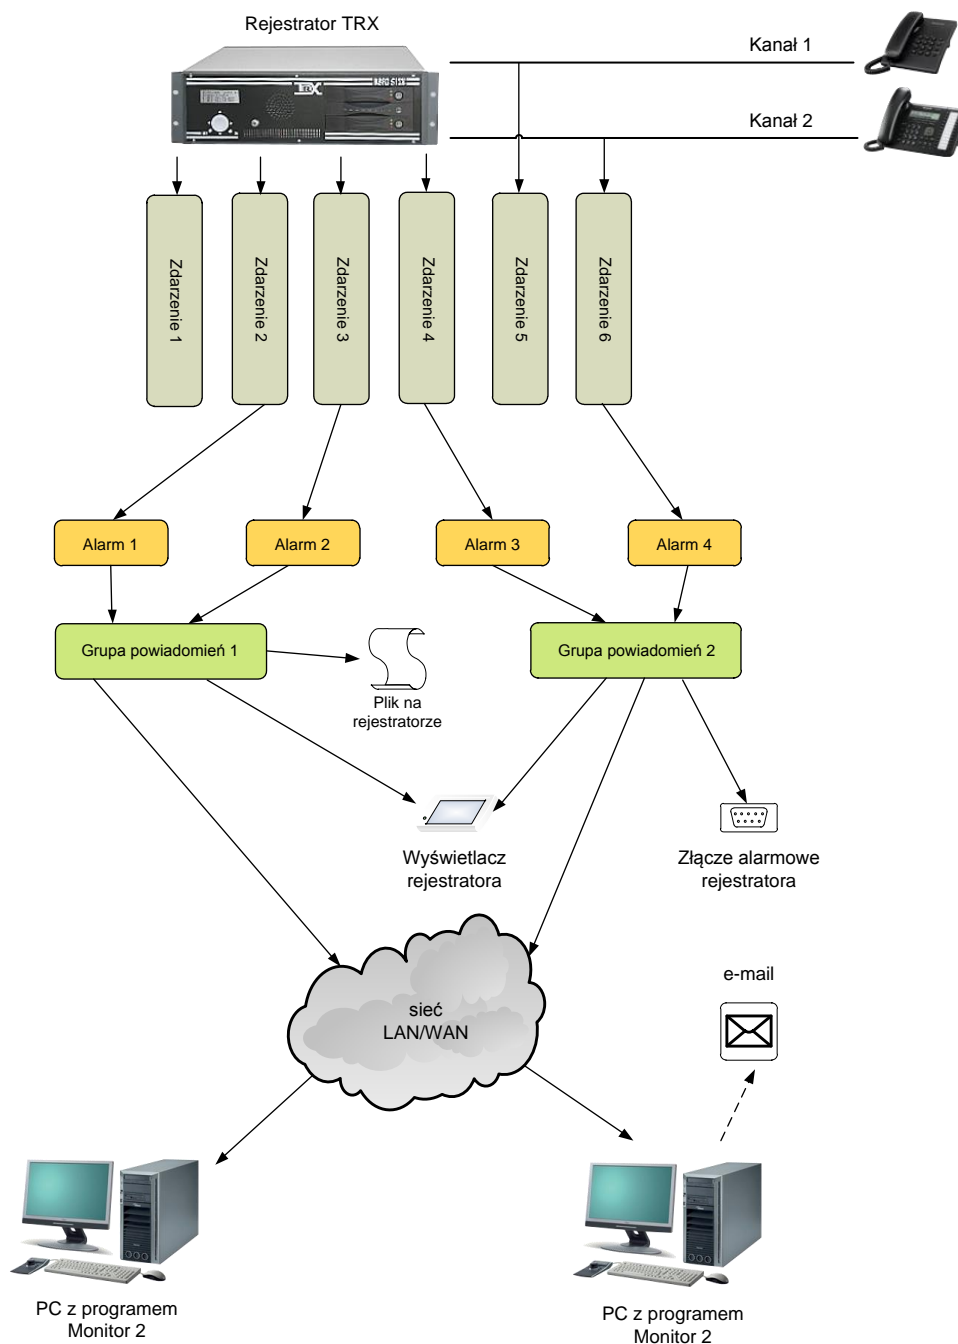 Rejestrator TRX
Kanał 1
Kanał 2
TRX
Zdarzenie 1
Zdarzenie 2
Zdarzenie 3
Zdarzenie 4
Zdarzenie 5
Zdarzenie 6
Alarm 1
Alarm 2
Alarm 3
Alarm 4
Grupa powiadomień 1
Grupa powiadomień 2
Plik na
rejestratorze
Wyświetlacz
rejestratora
Złącze alarmowe
rejestratora
e-mail
sieć
LAN/WAN
PC z programem
Monitor 2
PC z programem
Monitor 2